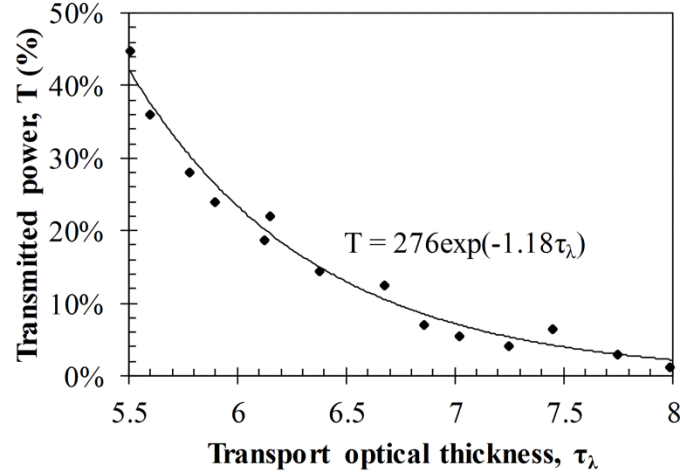 Transmitted power, T (%)
50%
40%
30%
20%
10%
0%
T = 276exp(-1.18τλ)
5.5 6 6.5 7 7.5 8
Transport optical thickness, τλ